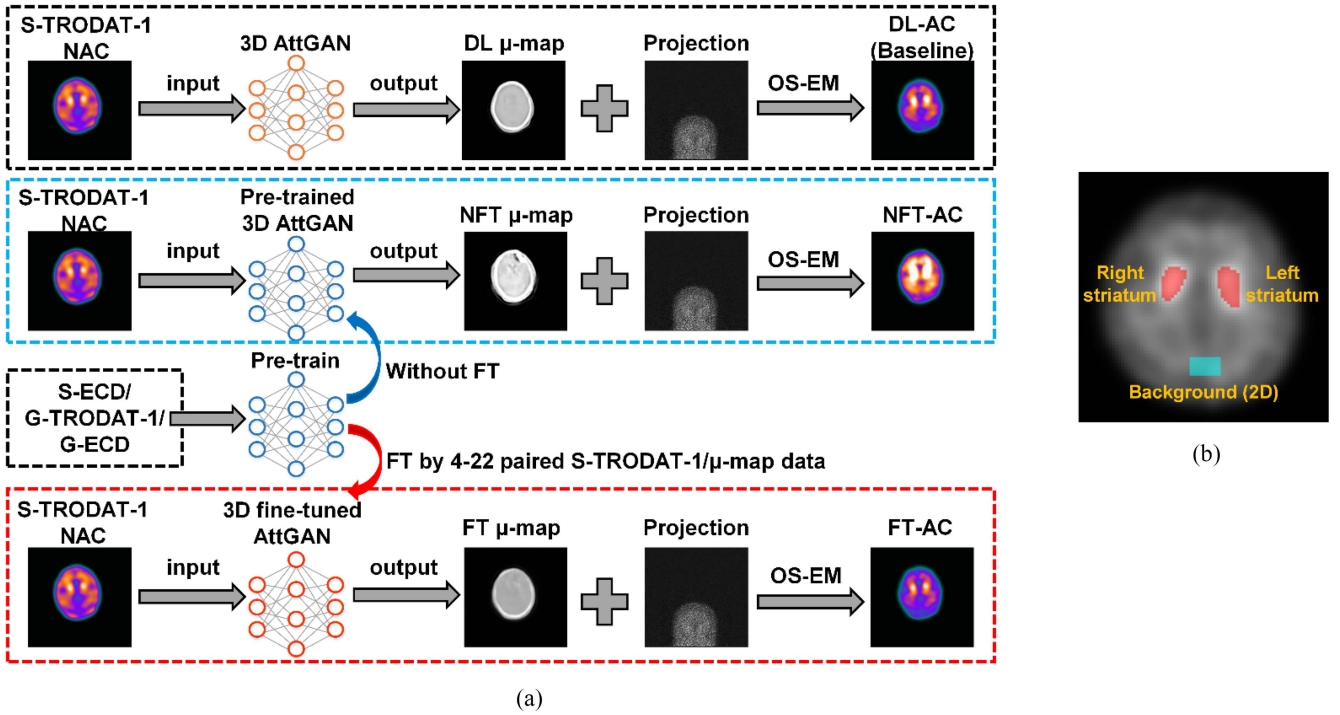 S-TRODAT-1
NAC
input
3D AttGAN
output
DL μ-map
Projection
OS-EM
DL-AC
(Baseline)
S-TRODAT-1
NAC
input
Pre-trained
3D AttGAN
output
NFT μ-map
Projection
OS-EM
NFT-AC
S-ECD/
G-TRODAT-1/
G-ECD
Pre-train
Without FT
FT by 4-22 paired S-TRODAT-1/μ-map data
S-TRODAT-1
NAC
input
3D fine-tuned
AttGAN
output
FT μ-map
Projection
OS-EM
FT-AC
(a)
Right
striatum
Left
striatum
Background (2D)
(b)